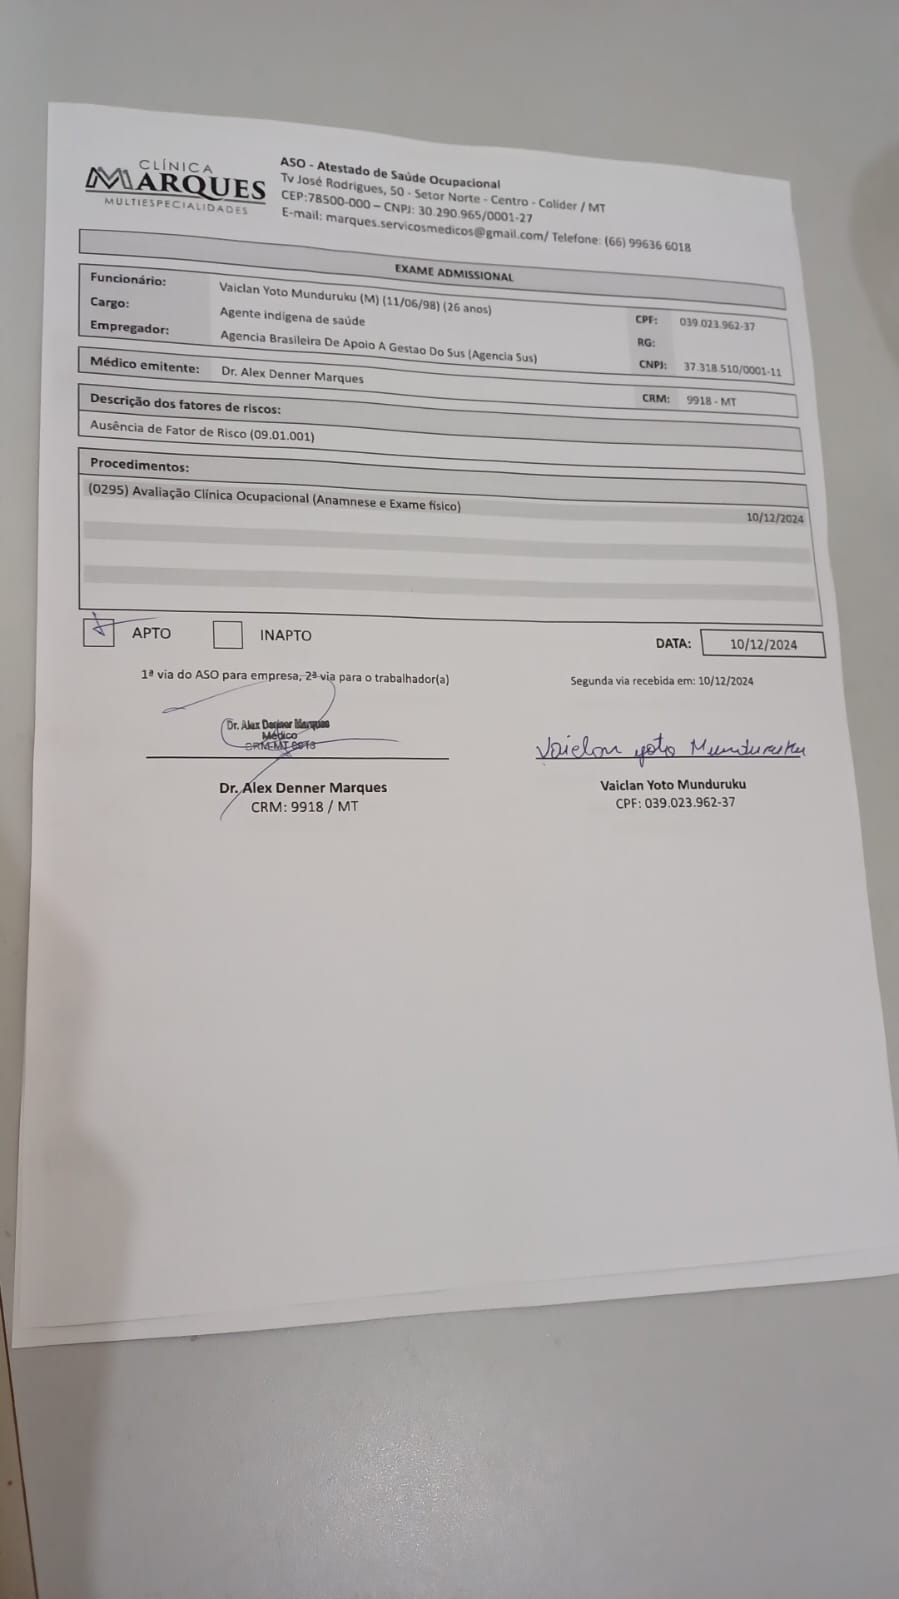 CLÍNICA
MARQUES
MULTIESPECIALIDADES
ASO - Atestado de Saúde Ocupacional
Tv José Rodrigues, 50 - Setor Norte - Centro - Colider / MT
CEP:78500-000 – CNPJ: 30.290.965/0001-27
E-mail: marques.servicosmedicos@gmail.com/ Telefone: (66) 99636 6018
EXAME ADMISSIONAL
Funcionário: Vaiclan Yoto Munduruku (M) (11/06/98) (26 anos) CPF: 039.023.962-37
Cargo: Agente indígena de saúde RG:
Empregador: Agencia Brasileira De Apoio A Gestao Do Sus (Agencia Sus) CNPJ: 37.318.510/0001-11
Médico emitente: Dr. Alex Denner Marques CRM: 9918 - MT
Descrição dos fatores de riscos:
Ausência de Fator de Risco (09.01.001)
Procedimentos:
(0295) Avaliação Clínica Ocupacional (Anamnese e Exame físico) 10/12/2024
APTO INAPTO DATA: 10/12/2024
1ª via do ASO para empresa, 2ª via para o trabalhador(a) Segunda via recebida em: 10/12/2024
Dr. Alex Denner Marques
Médico
CRM-MT
Vaiclan yoto Munduruku
Dr. Alex Denner Marques
CRM: 9918 / MT
Vaiclan Yoto Munduruku
CPF: 039.023.962-37